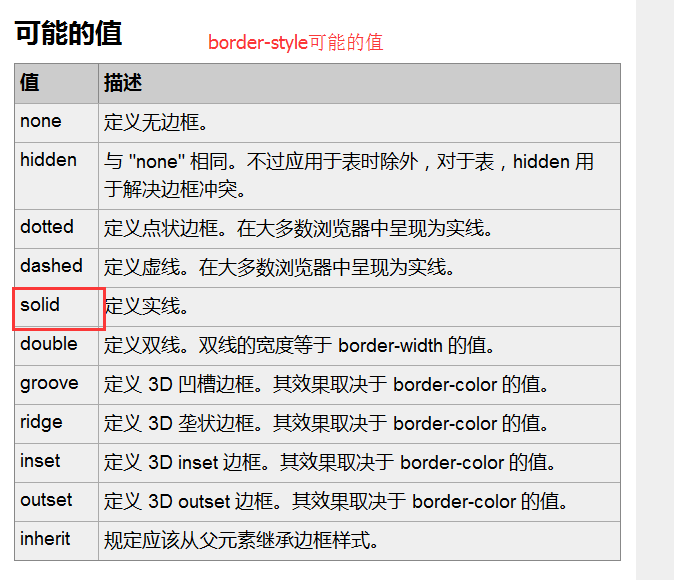 可能的值
border-style可能的值
值 描述
none 定义无边框。
hidden 与 "none" 相同。不过应用于表时除外，对于表，hidden 用
于解决边框冲突。
dotted 定义点状边框。在大多数浏览器中呈现为实线。
dashed 定义虚线。在大多数浏览器中呈现为实线。
solid 定义实线。
double 定义双线。双线的宽度等于 border-width 的值。
groove 定义 3D 凹槽边框。其效果取决于 border-color 的值。
ridge 定义 3D 垄状边框。其效果取决于 border-color 的值。
inset 定义 3D inset 边框。其效果取决于 border-color 的值。
outset 定义 3D outset 边框。其效果取决于 border-color 的值。
inherit 规定应该从父元素继承边框样式。